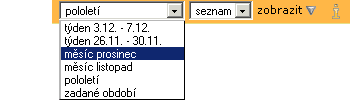 pololetí seznam zobrazit
týden 3.12. - 7.12.
týden 26.11. - 30.11.
měsíc prosinec
měsíc listopad
pololetí
zadané období